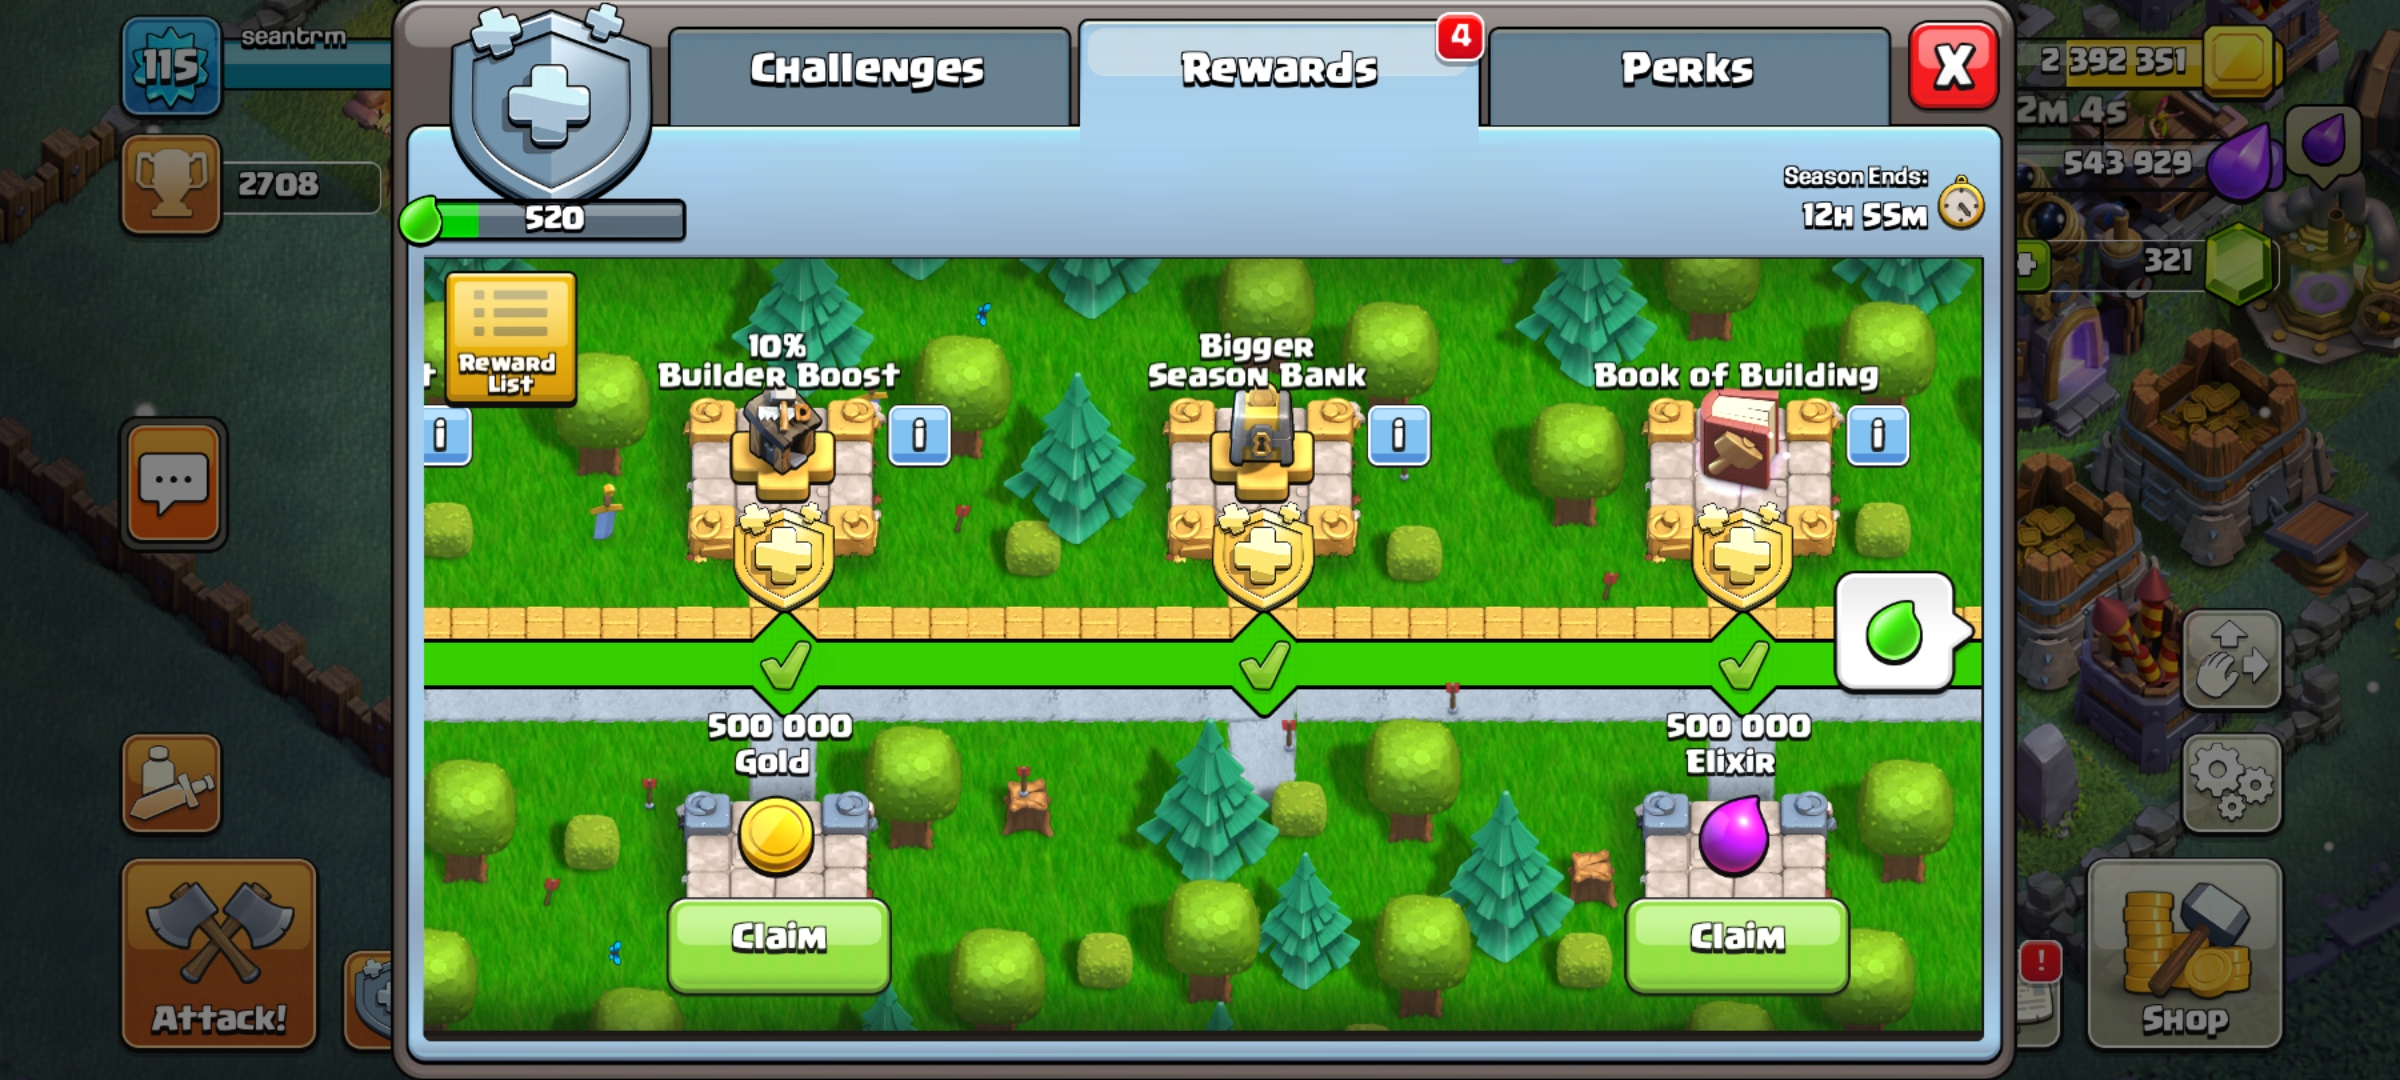 115
seantrm
2708
Challenges
Rewards
4
Perks
X
2 392 351
2m 4s
543 929
321
520
Season Ends:
12h 55m
Reward
List
10%
Builder Boost
Bigger
Season Bank
Book of Building
i
i
i
i
500 000
Gold
500 000
Elixir
Claim
Claim
Attack!
!
Shop